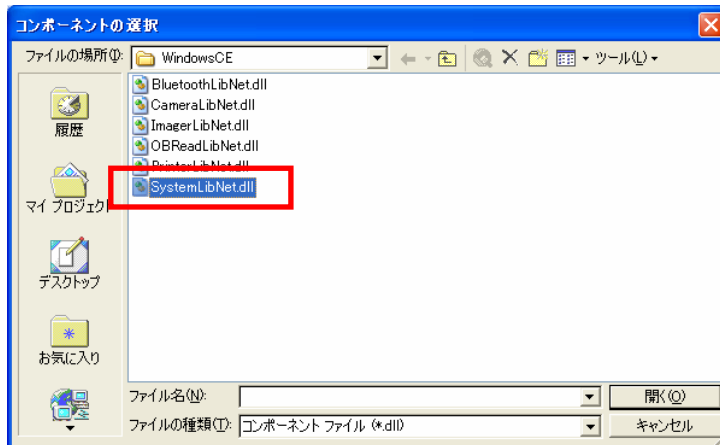 コンポーネントの選択
ファイルの場所(I): WindowsCE ツール(L)
BluetoothLibNet.dll
CameraLibNet.dll
ImagerLibNet.dll
OBReadLibNet.dll
PrinterLibNet.dll
SystemLibNet.dll
履歴
マイ プロジェクト
デスクトップ
お気に入り
ファイル名(N): 開く(O)
ファイルの種類(T): コンポーネント ファイル (*.dll) キャンセル